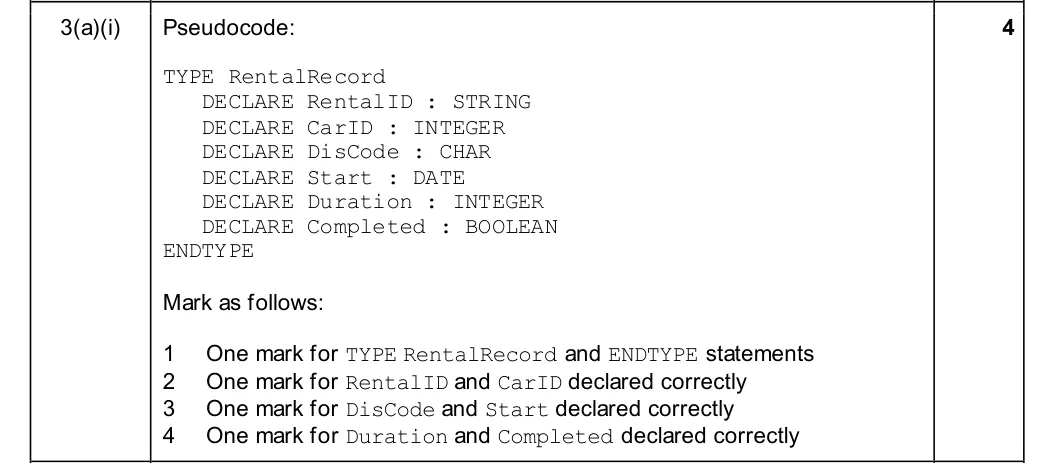 3(a)(i) Pseudocode: 4
TYPE RentalRecord
DECLARE RentalID : STRING
DECLARE CarID : INTEGER
DECLARE DisCode : CHAR
DECLARE Start : DATE
DECLARE Duration : INTEGER
DECLARE Completed : BOOLEAN
ENDTYPE
Mark as follows:
1 One mark for TYPE RentalRecord and ENDTYPE statements
2 One mark for RentalID and CarID declared correctly
3 One mark for DisCode and Start declared correctly
4 One mark for Duration and Completed declared correctly